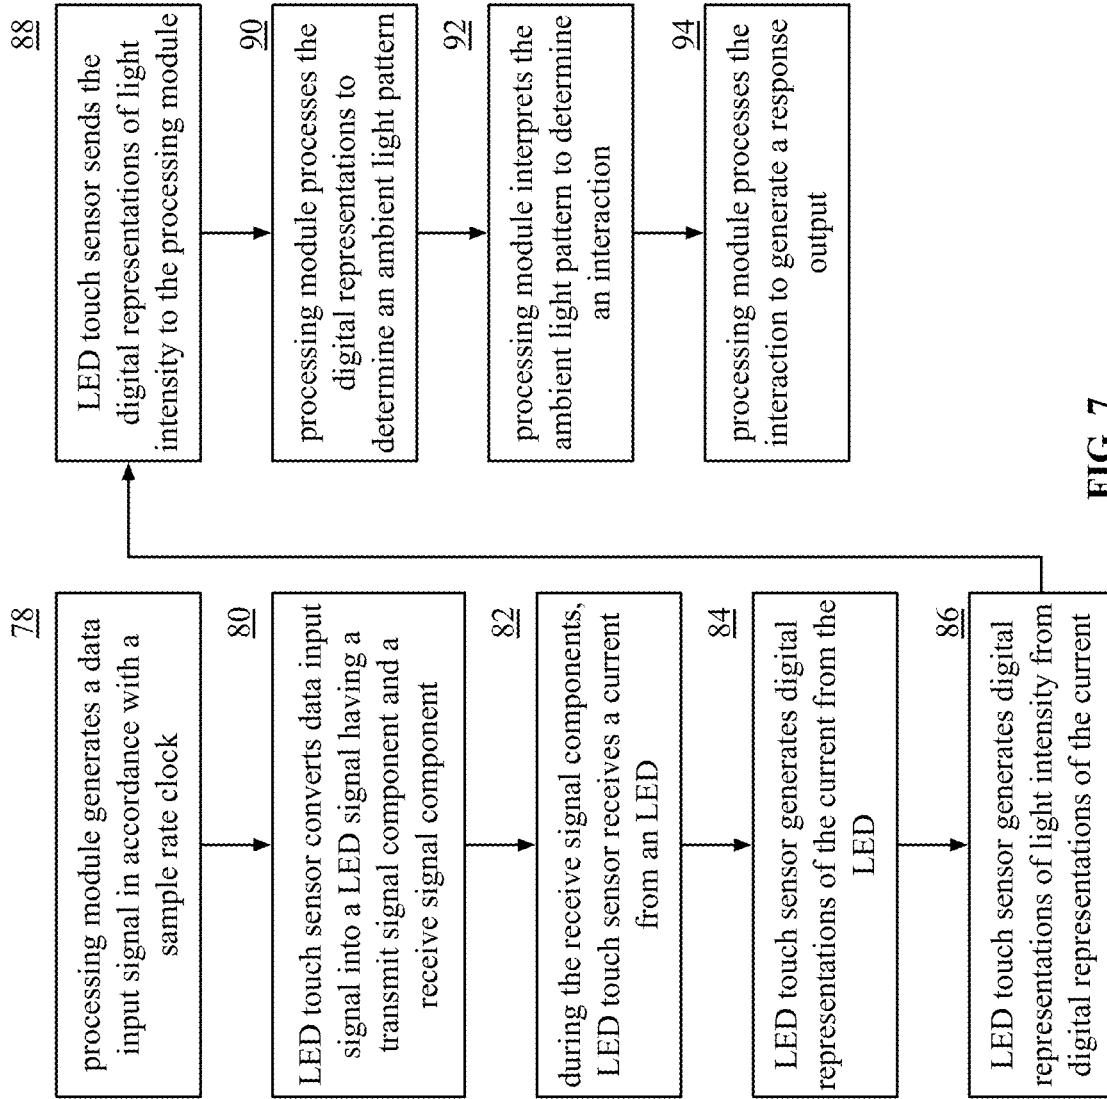 78
processing module generates a data
input signal in accordance with a
sample rate clock
80
LED touch sensor converts data input
signal into a LED signal having a
transmit signal component and a
receive signal component
82
during the receive signal components,
LED touch sensor receives a current
from an LED
84
LED touch sensor generates digital
representations of the current from the
LED
86
LED touch sensor generates digital
representations of light intensity from
digital representations of the current
88
LED touch sensor sends the
digital representations of light
intensity to the processing module
90
processing module processes the
digital representations to
determine an ambient light pattern
92
processing module interprets the
ambient light pattern to determine
an interaction
94
processing module processes the
interaction to generate a response
output
FIG. 7